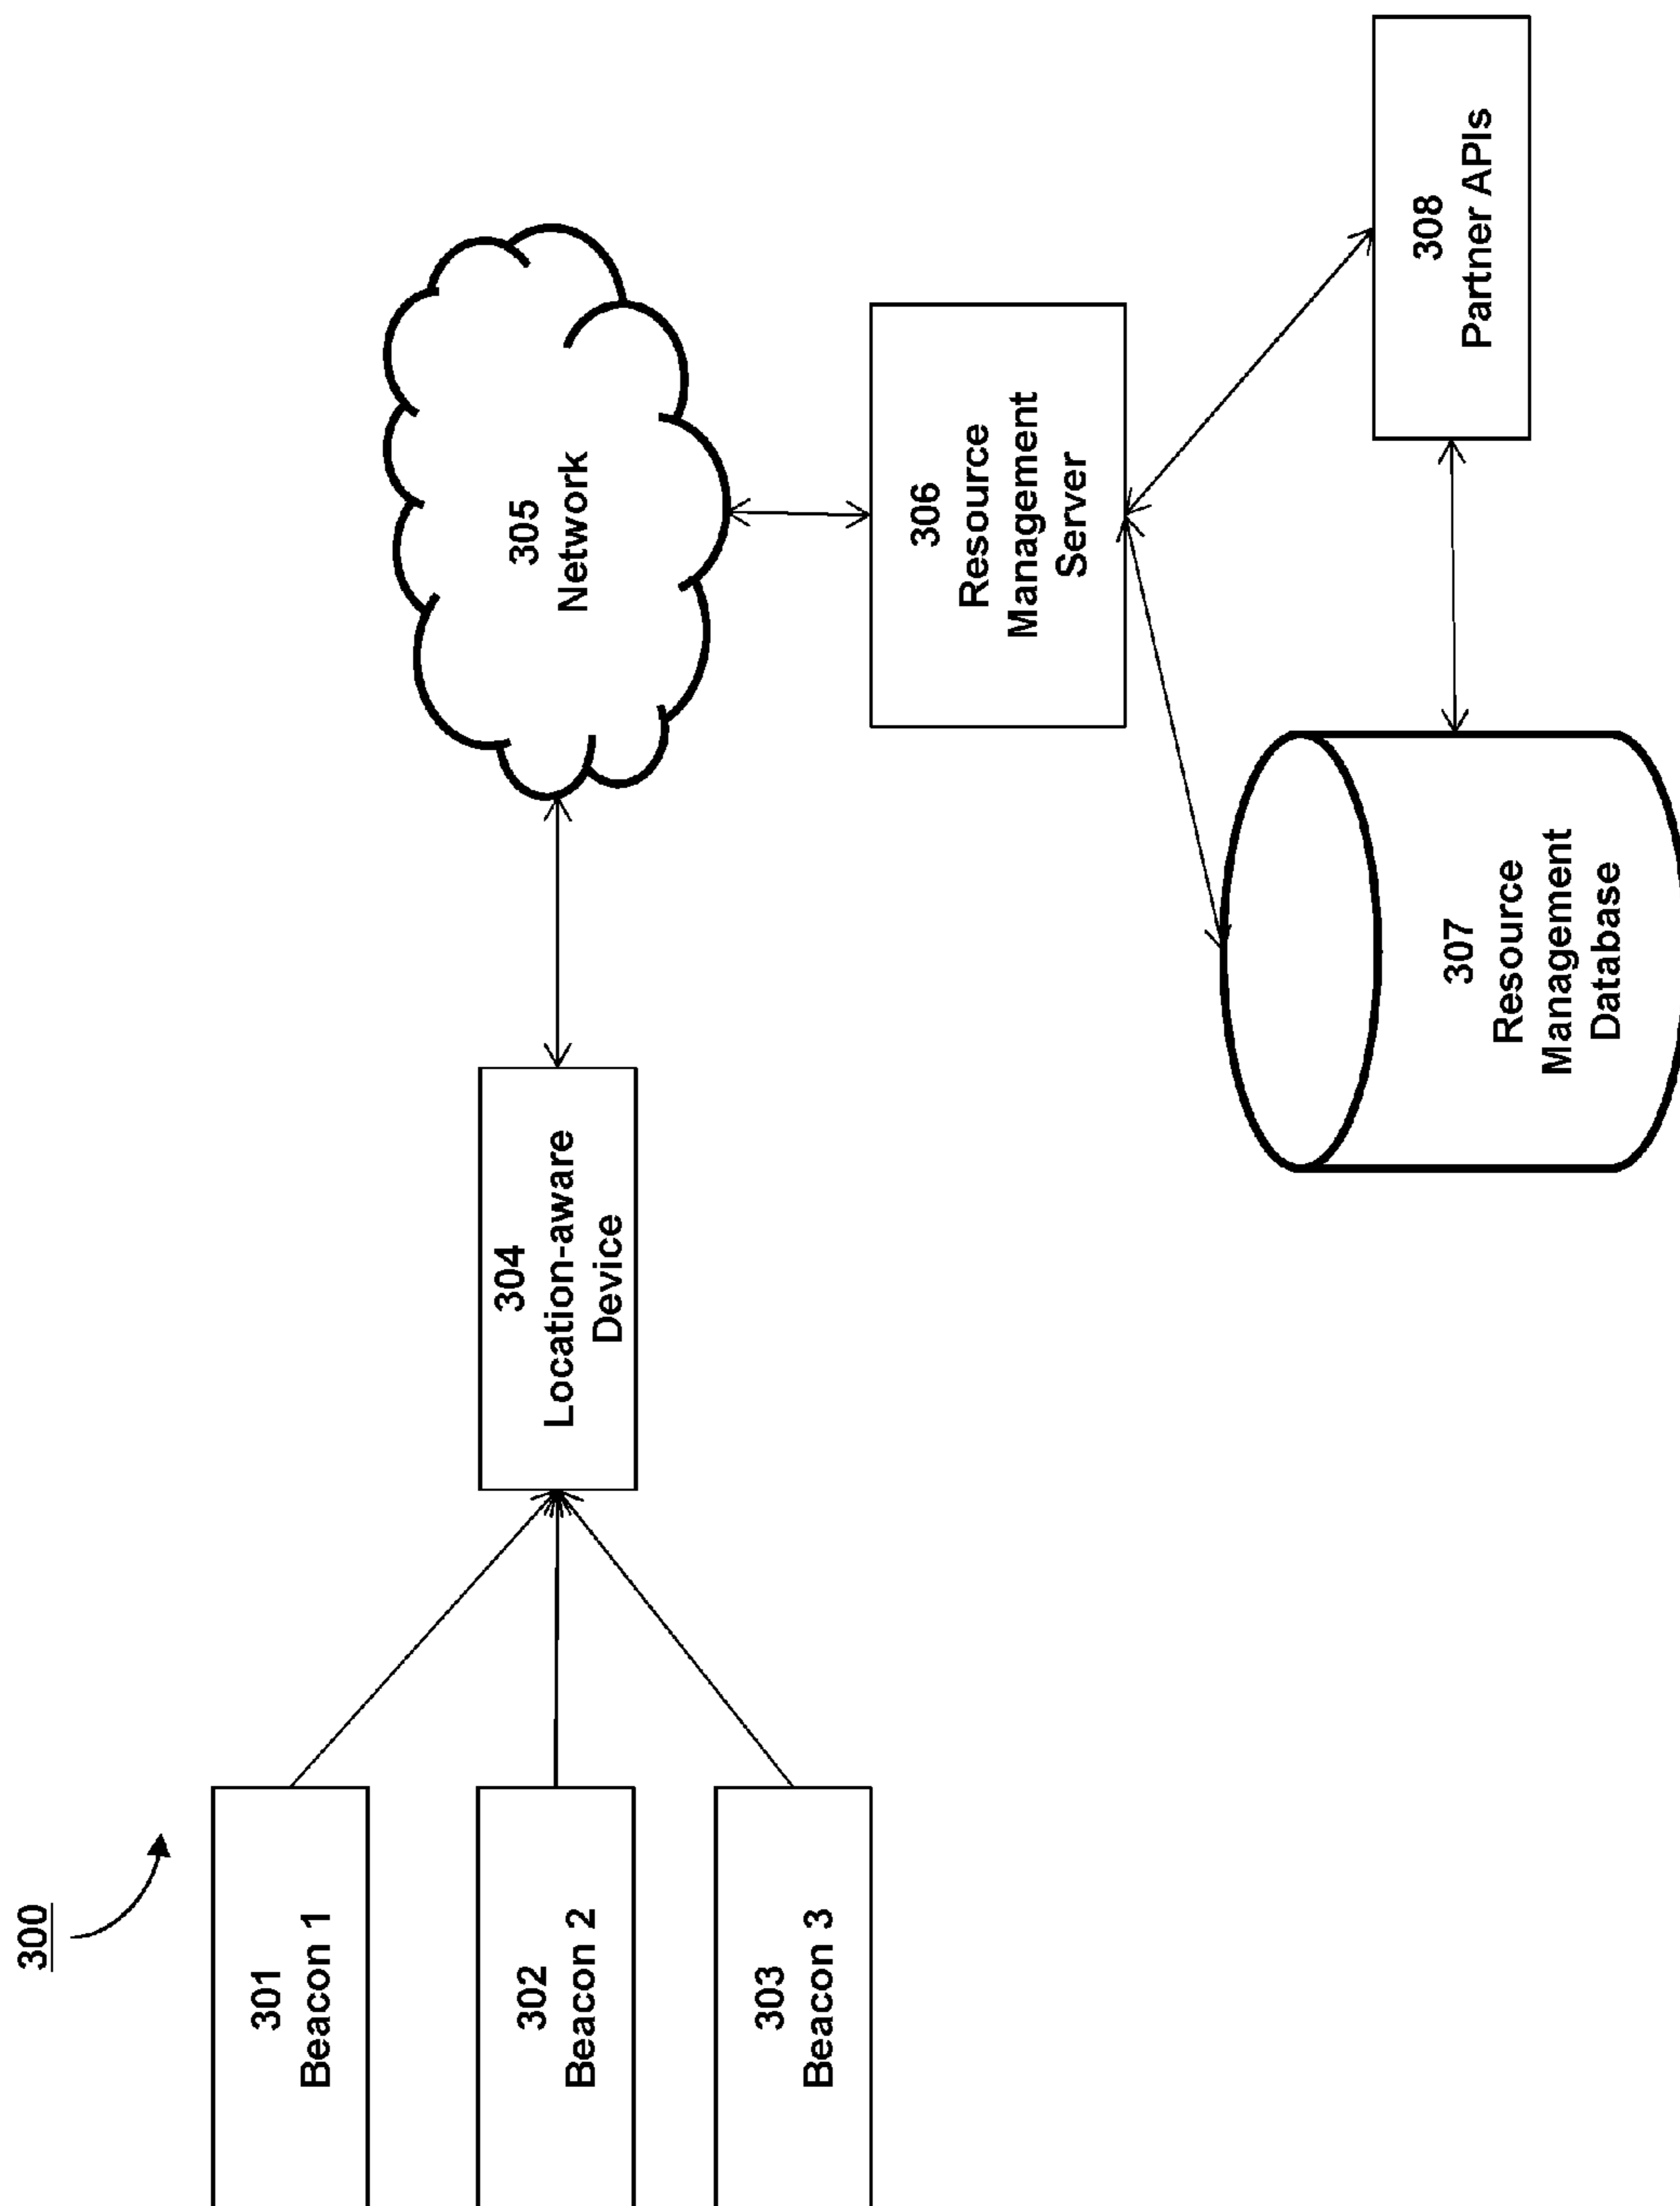 300
301
Beacon 1
302
Beacon 2
303
Beacon 3
304
Location-aware
Device
305
Network
306
Resource
Management
Server
307
Resource
Management
Database
308
Partner APIs